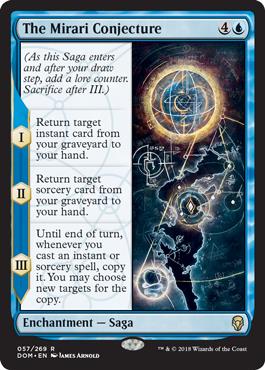 The Mirari Conjecture 4
(As this Saga enters
and after your draw
step, add a lore counter.
Sacrifice after III.)
I
Return target
instant card from
your graveyard to
your hand.
II
Return target
sorcery card from
your graveyard to
your hand.
III
Until end of turn,
whenever you
cast an instant or
sorcery spell, copy
it. You may choose
new targets for the
copy.
Enchantment — Saga
057/269 R
DOM • EN JAMES ARNOLD
™ & © 2018 Wizards of the Coast